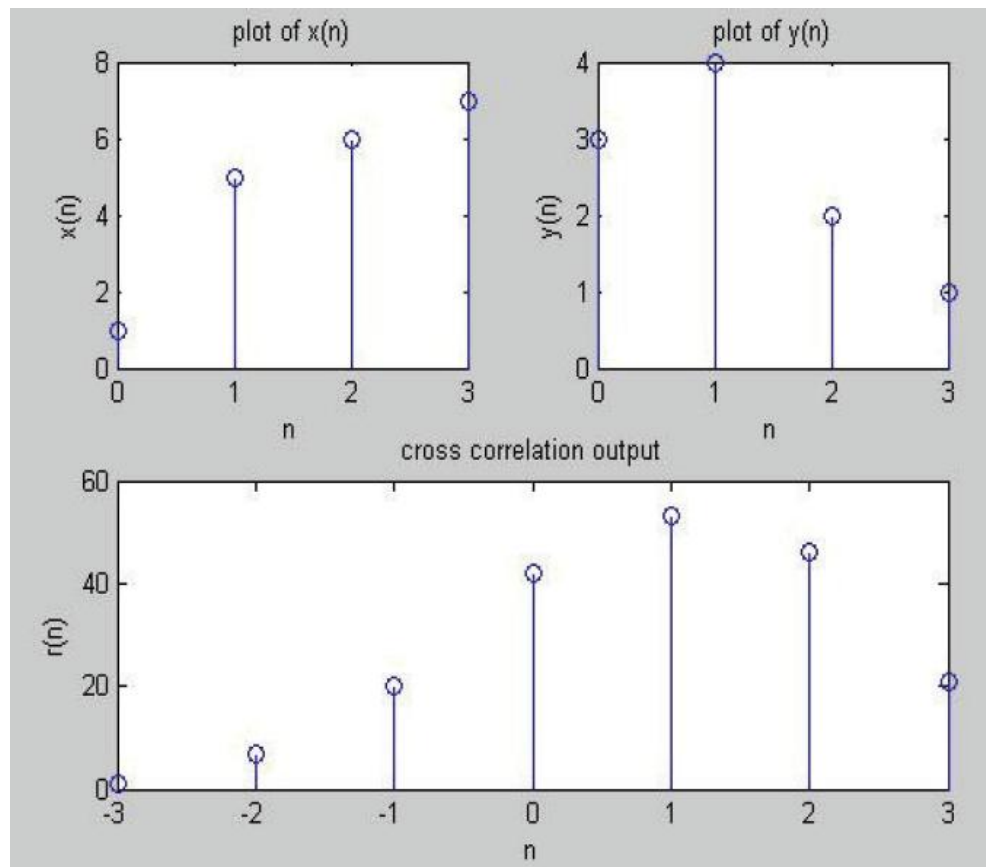 plot of x(n)
8
6
4
2
0
x(n)
0 1 2 3
n
plot of y(n)
4
3
2
1
0
y(n)
0 1 2 3
n
cross correlation output
60
40
20
0
r(n)
-3 -2 -1 0 1 2 3
n